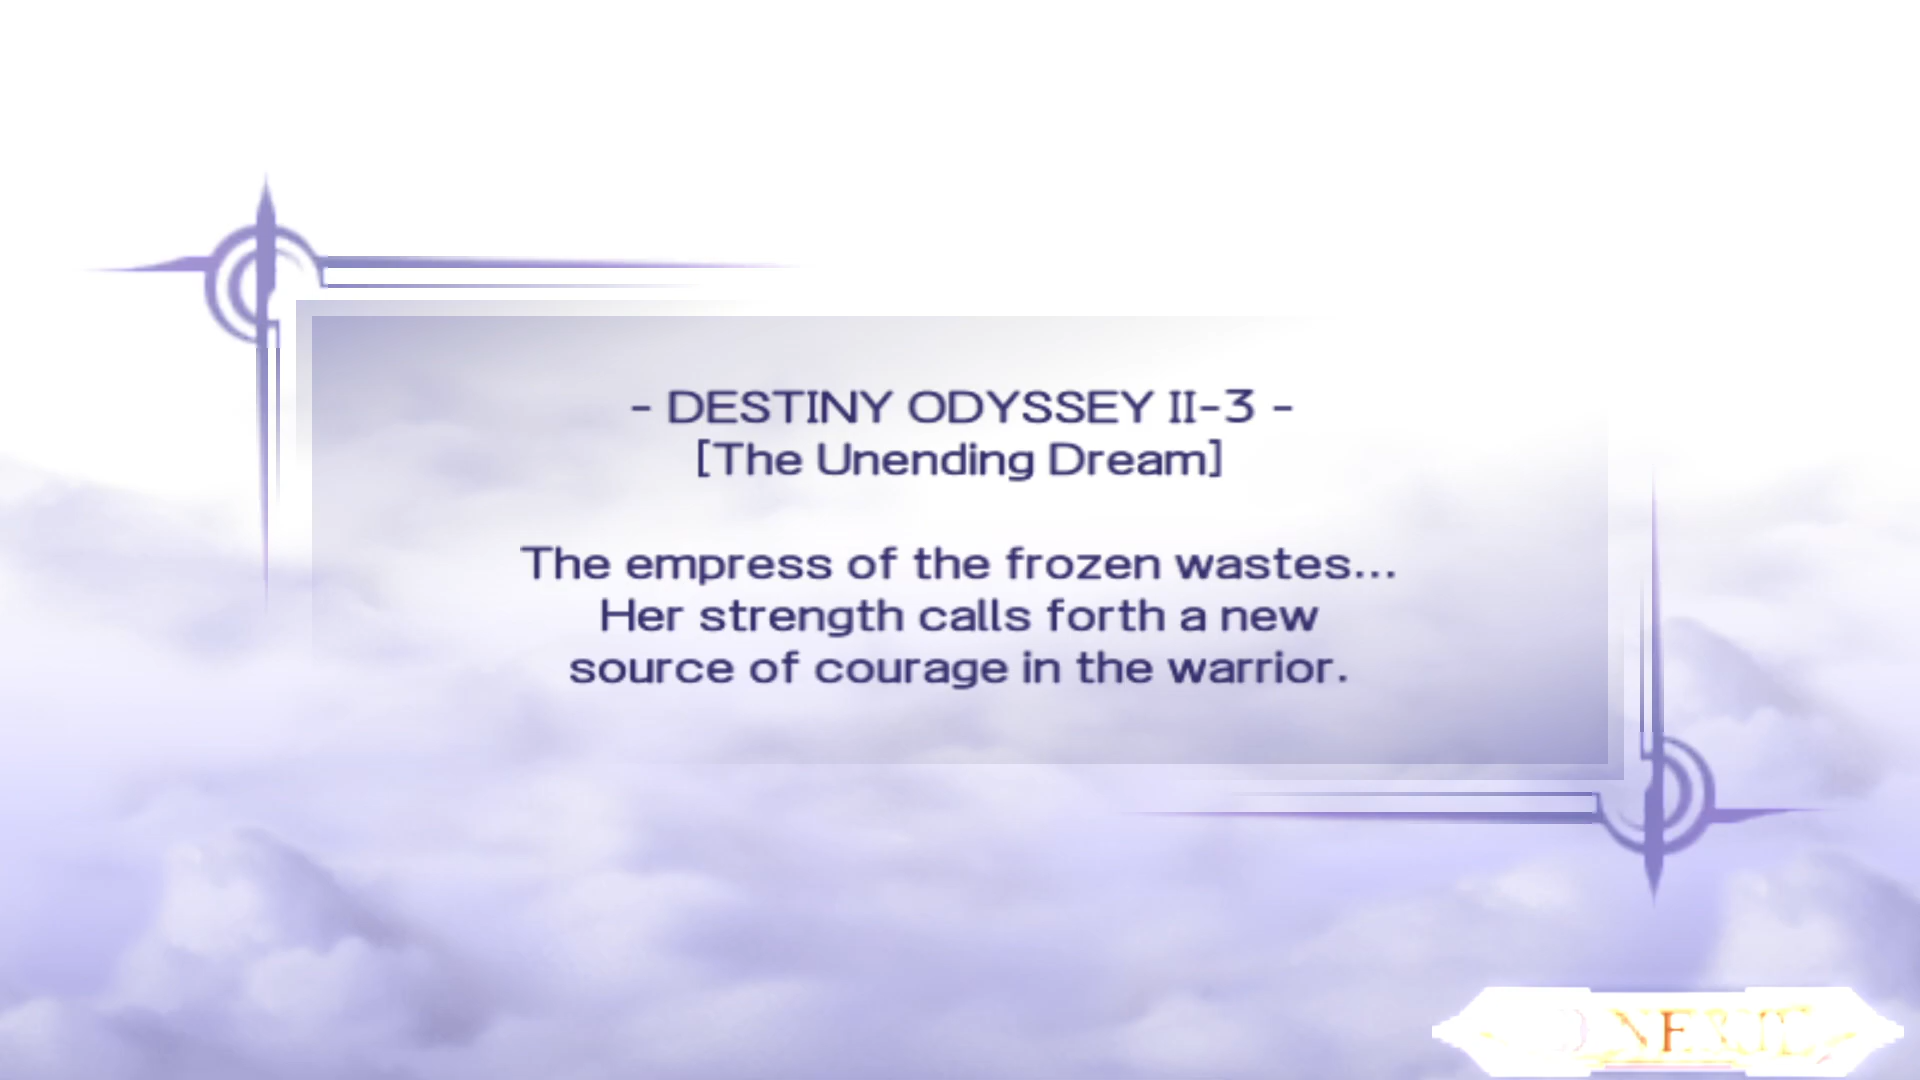 - DESTINY ODYSSEY II-3 -
[The Unending Dream]
The empress of the frozen wastes...
Her strength calls forth a new
source of courage in the warrior.